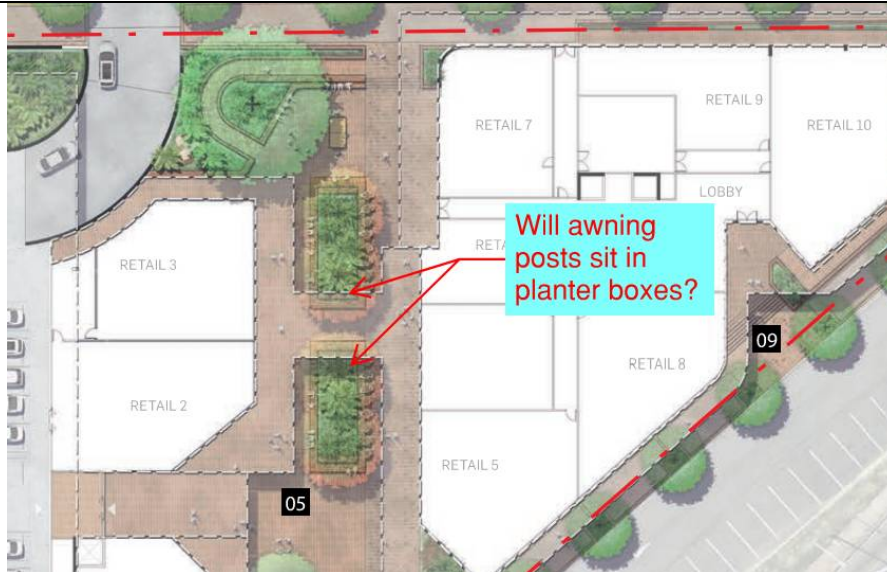 RETAIL 7
RETAIL 9
RETAIL 10
LOBBY
Will awning
posts sit in
planter boxes?
RETA
RETAIL 3
09
RETAIL 8
RETAIL 2
RETAIL 5
05